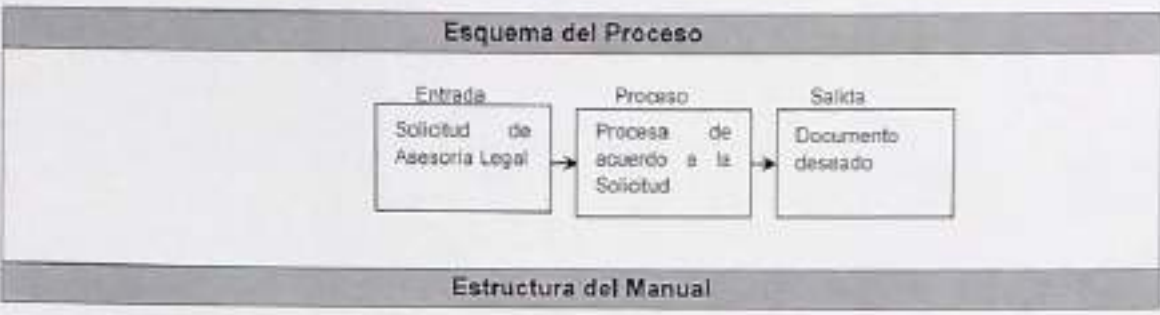 Esquema del Proceso
Entrada
Proceso
Salida
Solicitud de
Asesoría Legal
Procesa de
acuerdo a la
Solicitud
Documento
deseado
Estructura del Manual